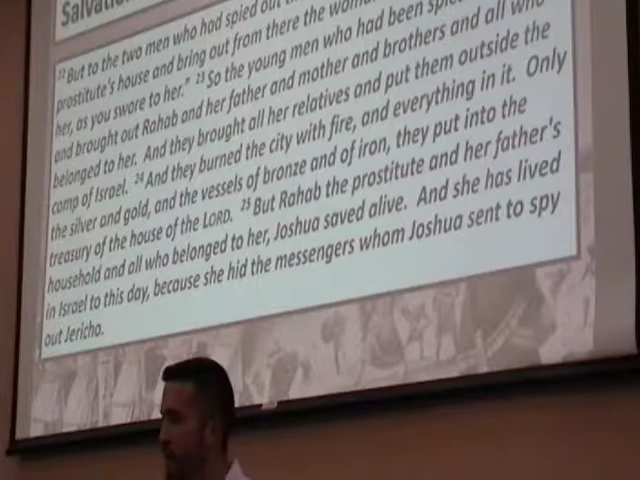 Salvation
22 But to the two men who had spied out
prostitute's house and bring out from there the woman
her, as you swore to her." 23 So the young men who had been spies
and brought out Rahab and her father and mother and brothers and all who
belonged to her. And they brought all her relatives and put them outside the
camp of Israel. 24 And they burned the city with fire, and everything in it. Only
the silver and gold, and the vessels of bronze and of iron, they put into the
treasury of the house of the LORD. 25 But Rahab the prostitute and her father's
household and all who belonged to her, Joshua saved alive. And she has lived
in Israel to this day, because she hid the messengers whom Joshua sent to spy
out Jericho.